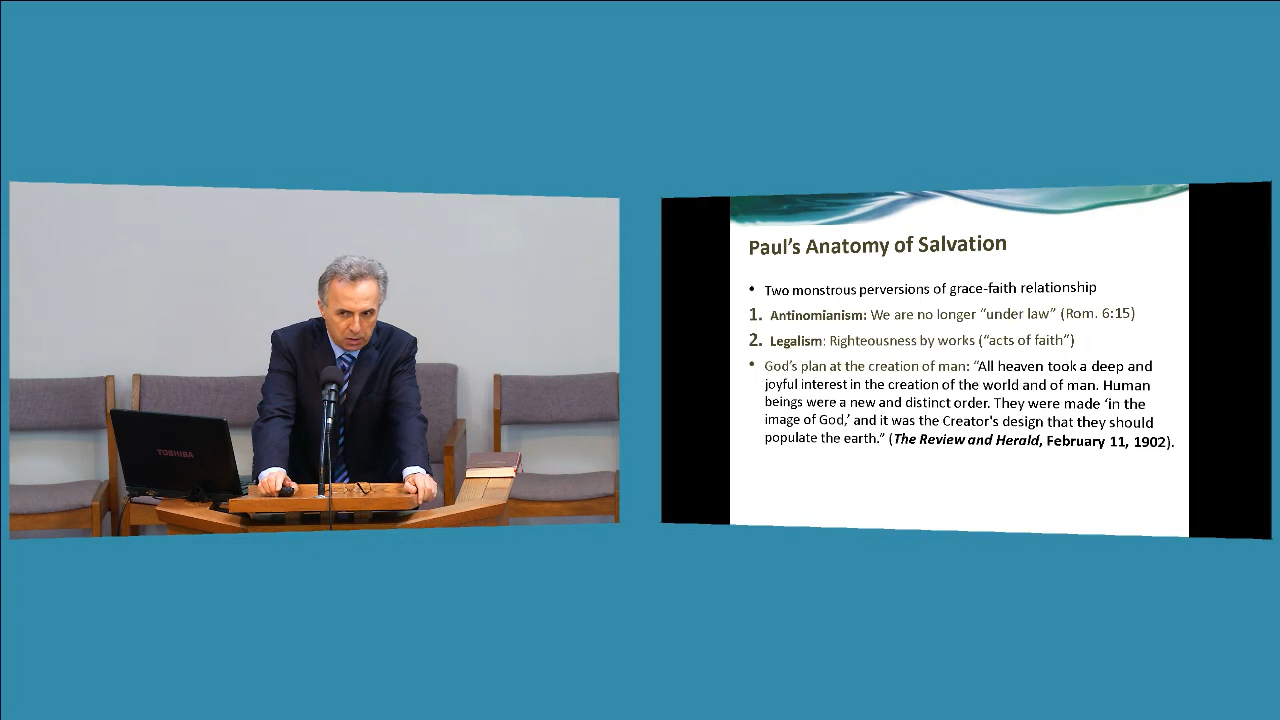 TOSHIBA
Paul's Anatomy of Salvation
• Two monstrous perversions of grace-faith relationship
1. Antinomianism: We are no longer “under law” (Rom. 6:15)
2. Legalism: Righteousness by works (“acts of faith”)
• God's plan at the creation of man: “All heaven took a deep and
joyful interest in the creation of the world and of man. Human
beings were a new and distinct order. They were made ‘in the
image of God,’ and it was the Creator's design that they should
populate the earth.” (The Review and Herald, February 11, 1902).